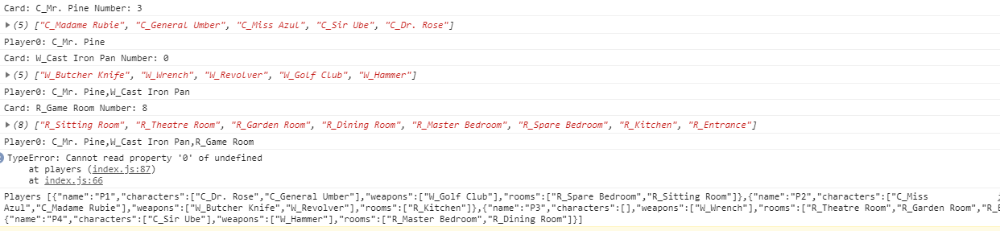 Card: C_Mr. Pine Number: 3
(5) ["C_Madame Rubie", "C_General Umber", "C_Miss Azul", "C_Sir Ube", "C_Dr. Rose"]
Player0: C_Mr. Pine
Card: W_Cast Iron Pan Number: 0
(5) ["W_Butcher Knife", "W_Wrench", "W_Revolver", "W_Golf Club", "W_Hammer"]
Player0: C_Mr. Pine,W_Cast Iron Pan
Card: R_Game Room Number: 8
(8) ["R_Sitting Room", "R_Theatre Room", "R_Garden Room", "R_Dining Room", "R_Master Bedroom", "R_Spare Bedroom", "R_Kitchen", "R_Entrance"]
Player0: C_Mr. Pine,W_Cast Iron Pan,R_Game Room
TypeError: Cannot read property '0' of undefined
at players (index.js:87)
at index.js:66
Players [{"name":"P1","characters":["C_Dr. Rose","C_General Umber"],"weapons":["W_Golf Club"],"rooms":["R_Spare Bedroom","R_Sitting Room"]},{"name":"P2","characters":["C_Miss
Azul","C_Madame Rubie"],"weapons":["W_Butcher Knife","W_Revolver"],"rooms":["R_Kitchen"]},{"name":"P3","characters":[],"weapons":["W_Wrench"],"rooms":["R_Theatre Room","R_Garden Room",
{"name":"P4","characters":["C_Sir Ube"],"weapons":["W_Hammer"],"rooms":["R_Master Bedroom","R_Dining Room"]}]